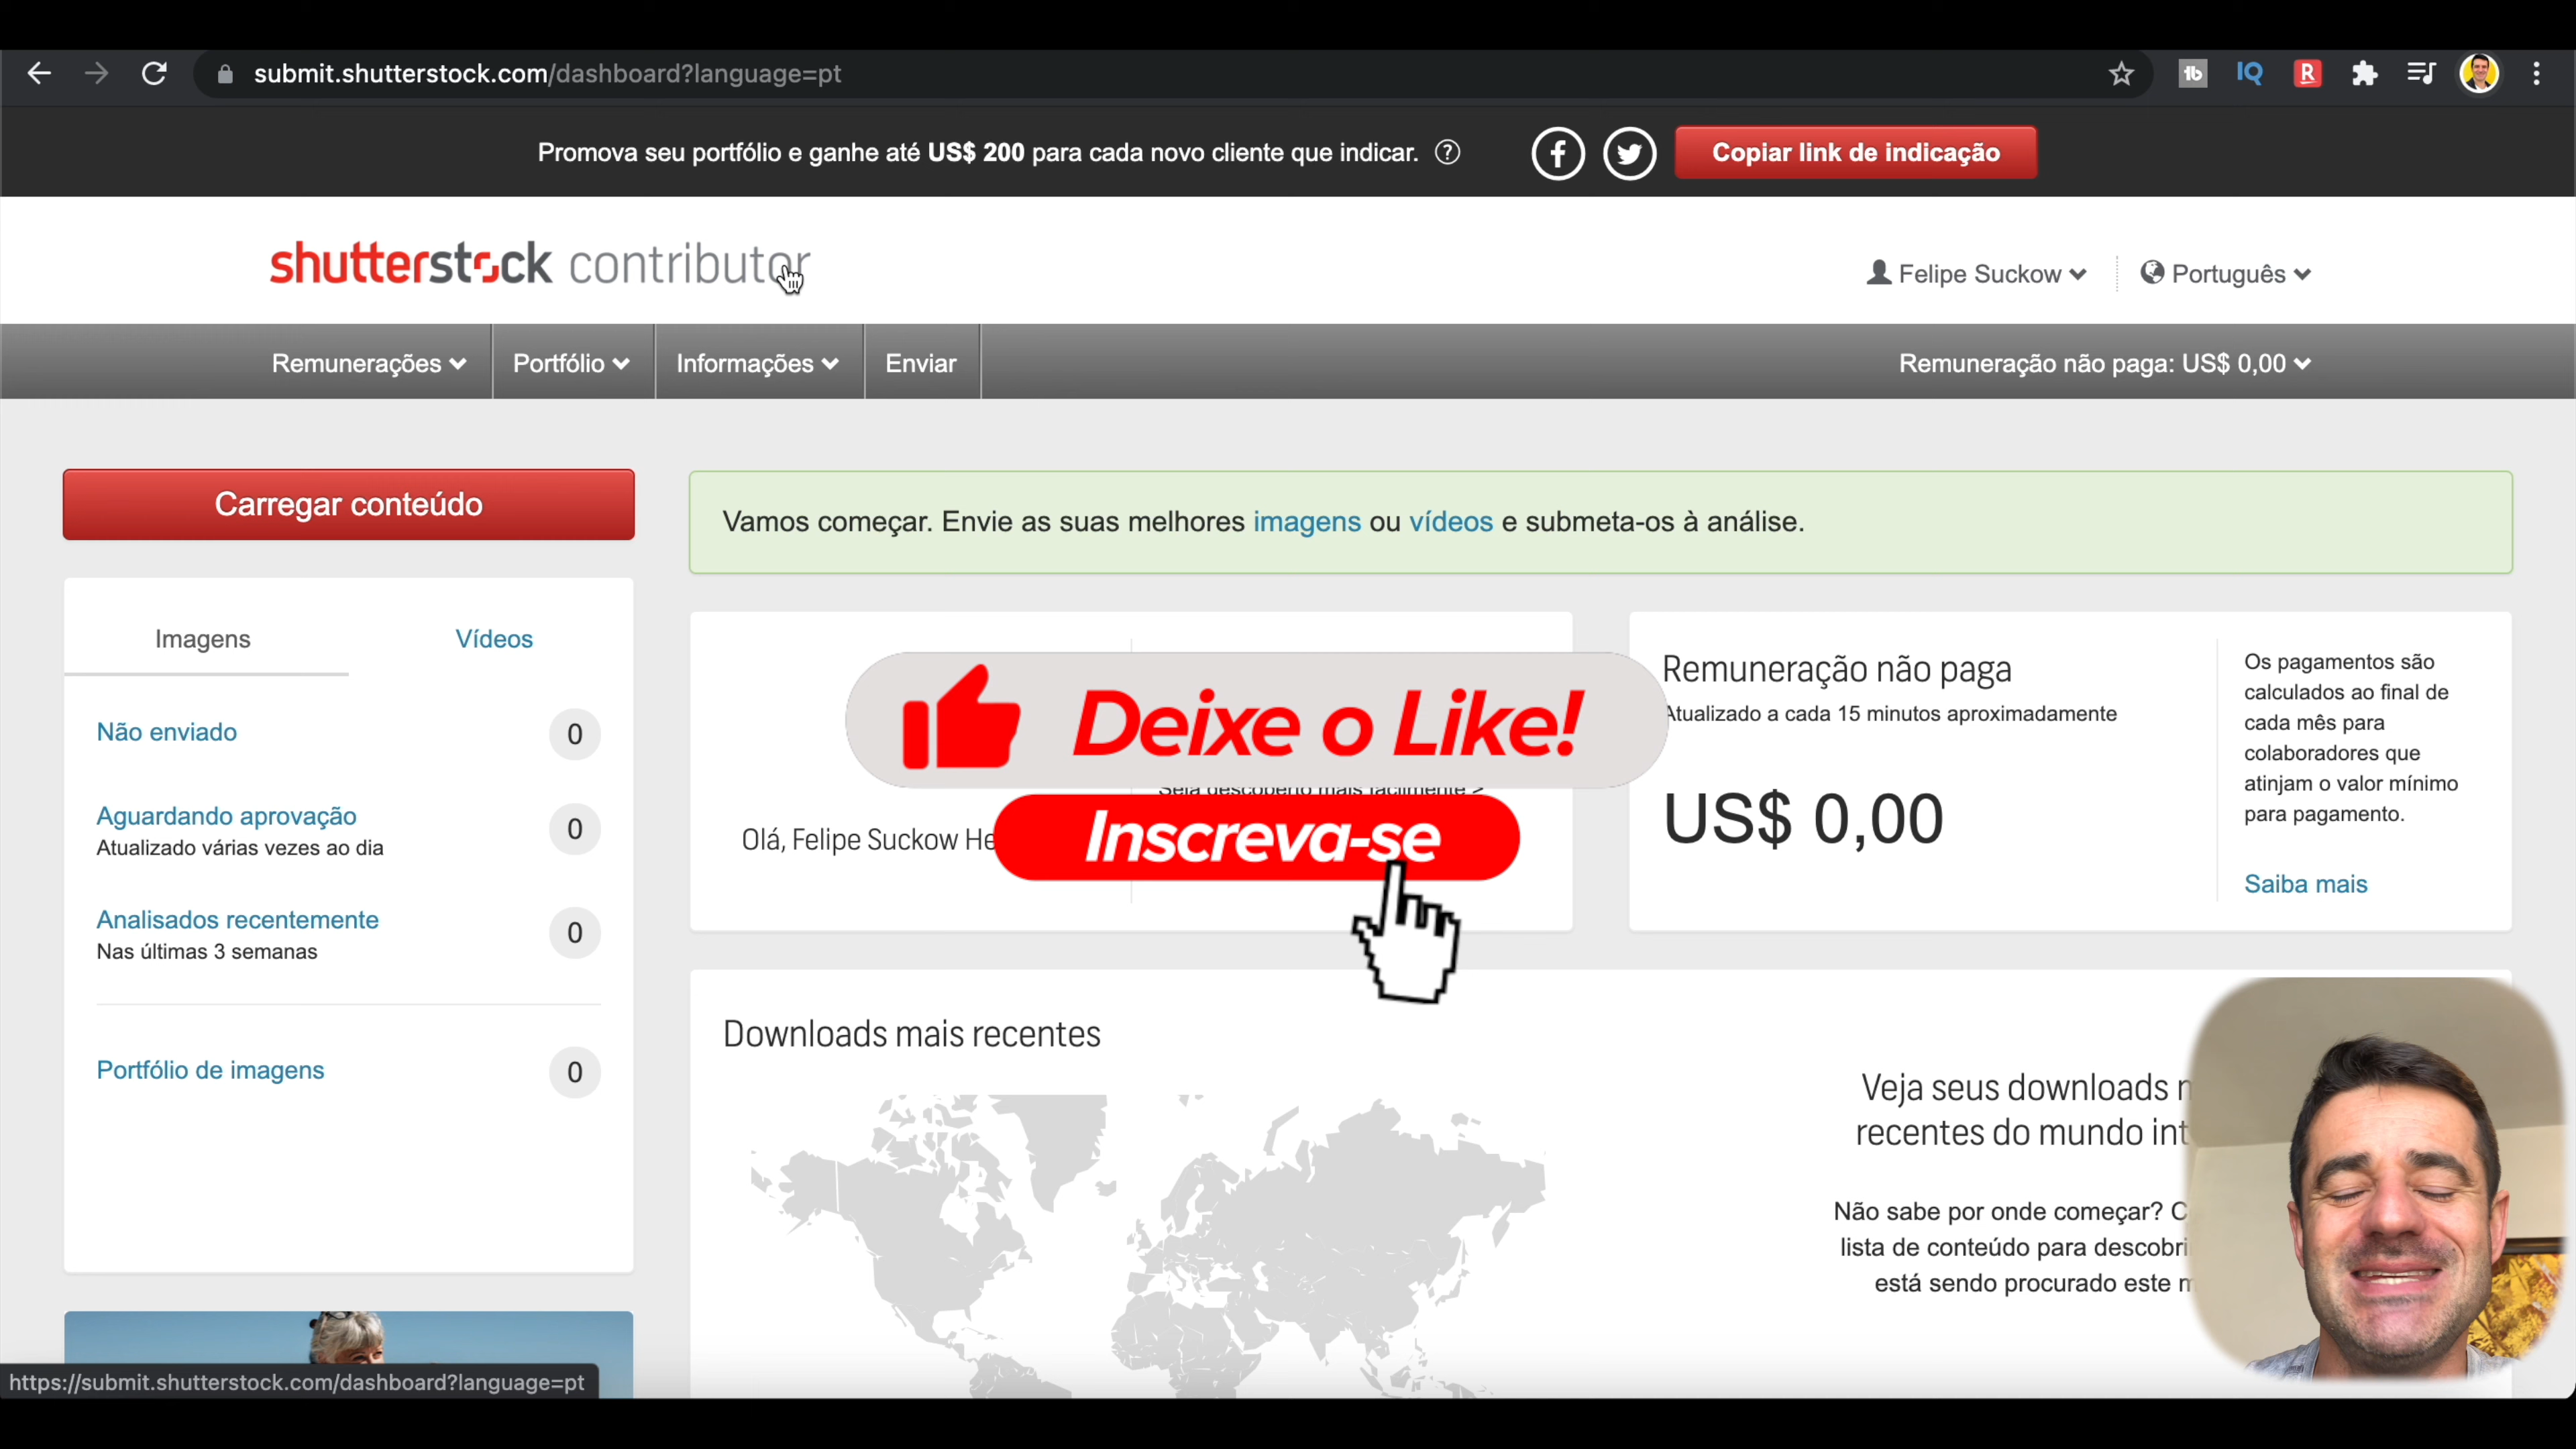 submit.shutterstock.com/dashboard?language=pt
Promova seu portfólio e ganhe até US$ 200 para cada novo cliente que indicar.
Copiar link de indicação
shutterstock contributor
Felipe Suckow
Português
Remunerações
Portfólio
Informações
Enviar
Remuneração não paga: US$ 0,00
Carregar conteúdo
Vamos começar. Envie as suas melhores imagens ou vídeos e submeta-os à análise.
Imagens
Vídeos
Não enviado
0
Aguardando aprovação
0
Atualizado várias vezes ao dia
Analisados recentemente
0
Nas últimas 3 semanas
Portfólio de imagens
0
Deixe o Like!
Seja descoberto mais facilmente >
Olá, Felipe Suckow He
Inscreva-se
Remuneração não paga
Atualizado a cada 15 minutos aproximadamente
US$ 0,00
Os pagamentos são
calculados ao final de
cada mês para
colaboradores que
atinjam o valor mínimo
para pagamento.
Saiba mais
Downloads mais recentes
Veja seus downloads
recentes do mundo int
Não sabe por onde começar? C
lista de conteúdo para descobri
está sendo procurado este m
https://submit.shutterstock.com/dashboard?language=pt